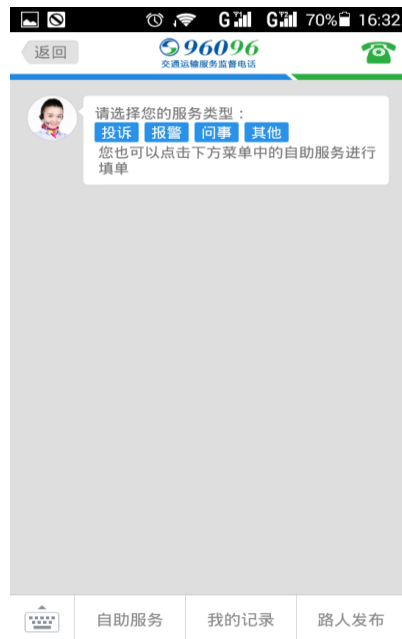 70% 16:32
返回
96096
交通运输服务监督电话
请选择您的服务类型：
投诉 报警 问事 其他
您也可以点击下方菜单中的自助服务进行
填单
自助服务 我的记录 路人发布